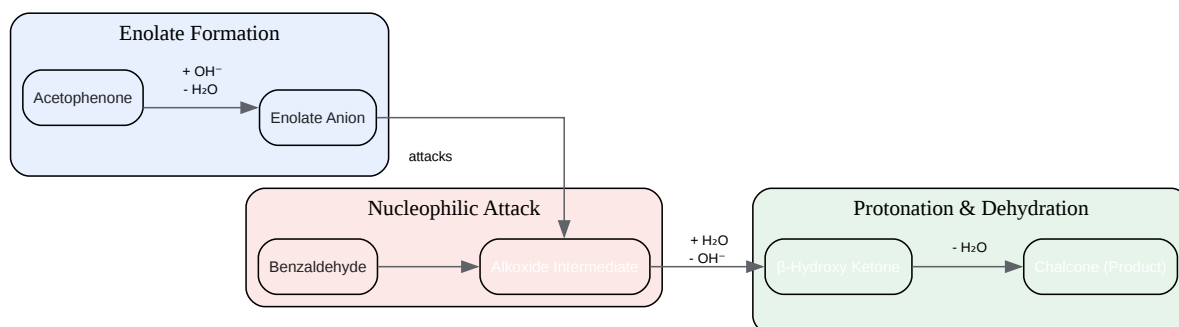 Enolate Formation
Acetophenone
+ OH⁻
- H₂O
Enolate Anion
attacks
Nucleophilic Attack
Benzaldehyde
Alkoxide Intermediate
+ H₂O
- OH⁻
Protonation & Dehydration
β-Hydroxy Ketone
- H₂O
Chalcone (Product)